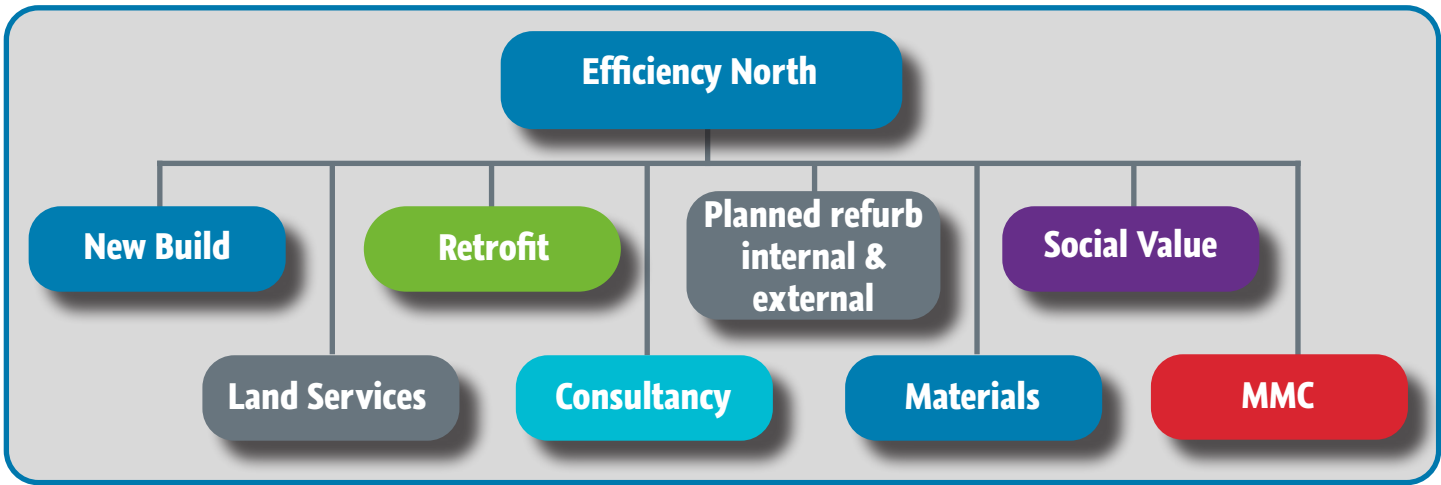 Efficiency North
New Build
Retrofit
Planned refurb
internal &
external
Social Value
Land Services
Consultancy
Materials
MMC